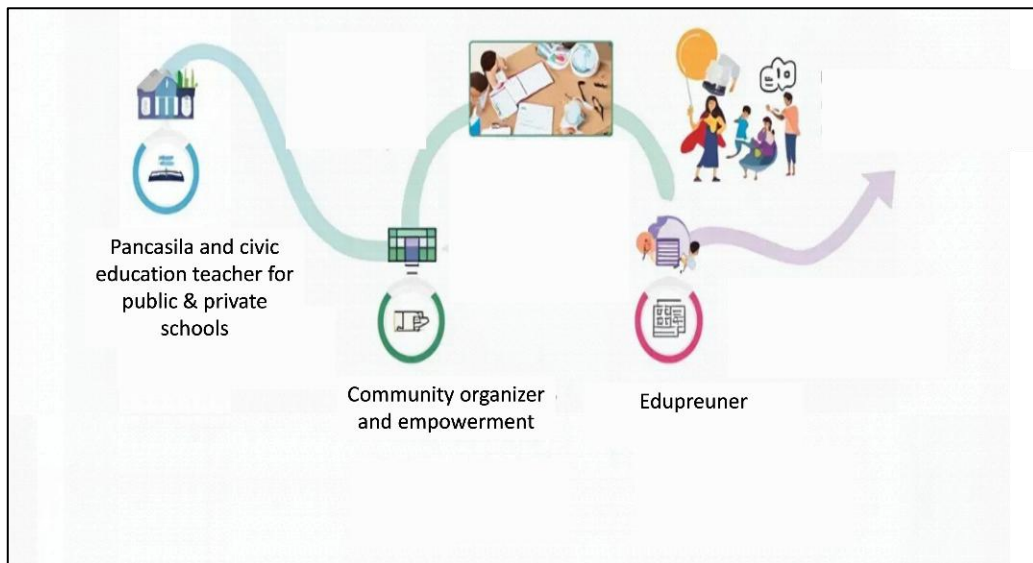 Pancasila and civic
education teacher for
public & private
schools
Community organizer
and empowerment
Edupreuner